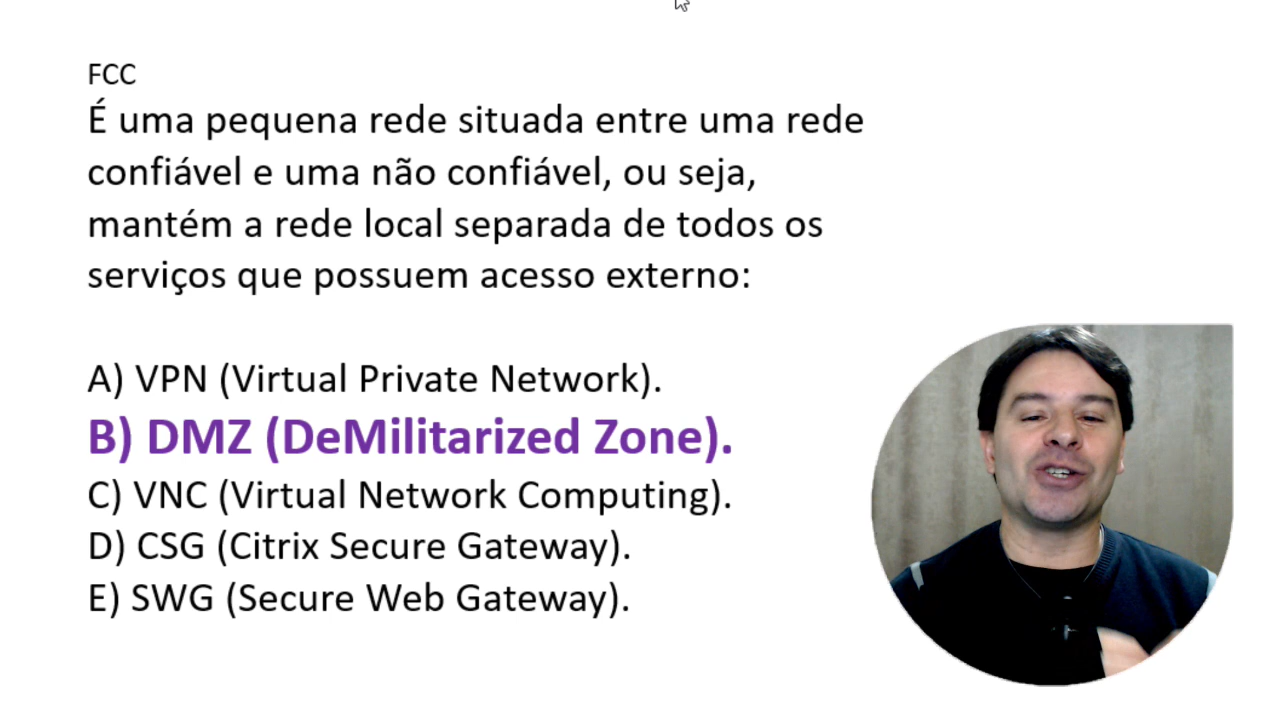 FCC
É uma pequena rede situada entre uma rede
confiável e uma não confiável, ou seja,
mantém a rede local separada de todos os
serviços que possuem acesso externo:
A) VPN (Virtual Private Network).
B) DMZ (DeMilitarized Zone).
C) VNC (Virtual Network Computing).
D) CSG (Citrix Secure Gateway).
E) SWG (Secure Web Gateway).